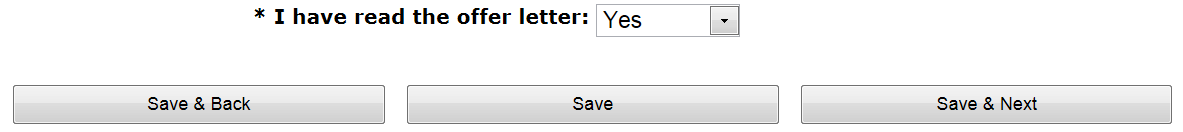 * I have read the offer letter: Yes
Save & Back Save Save & Next